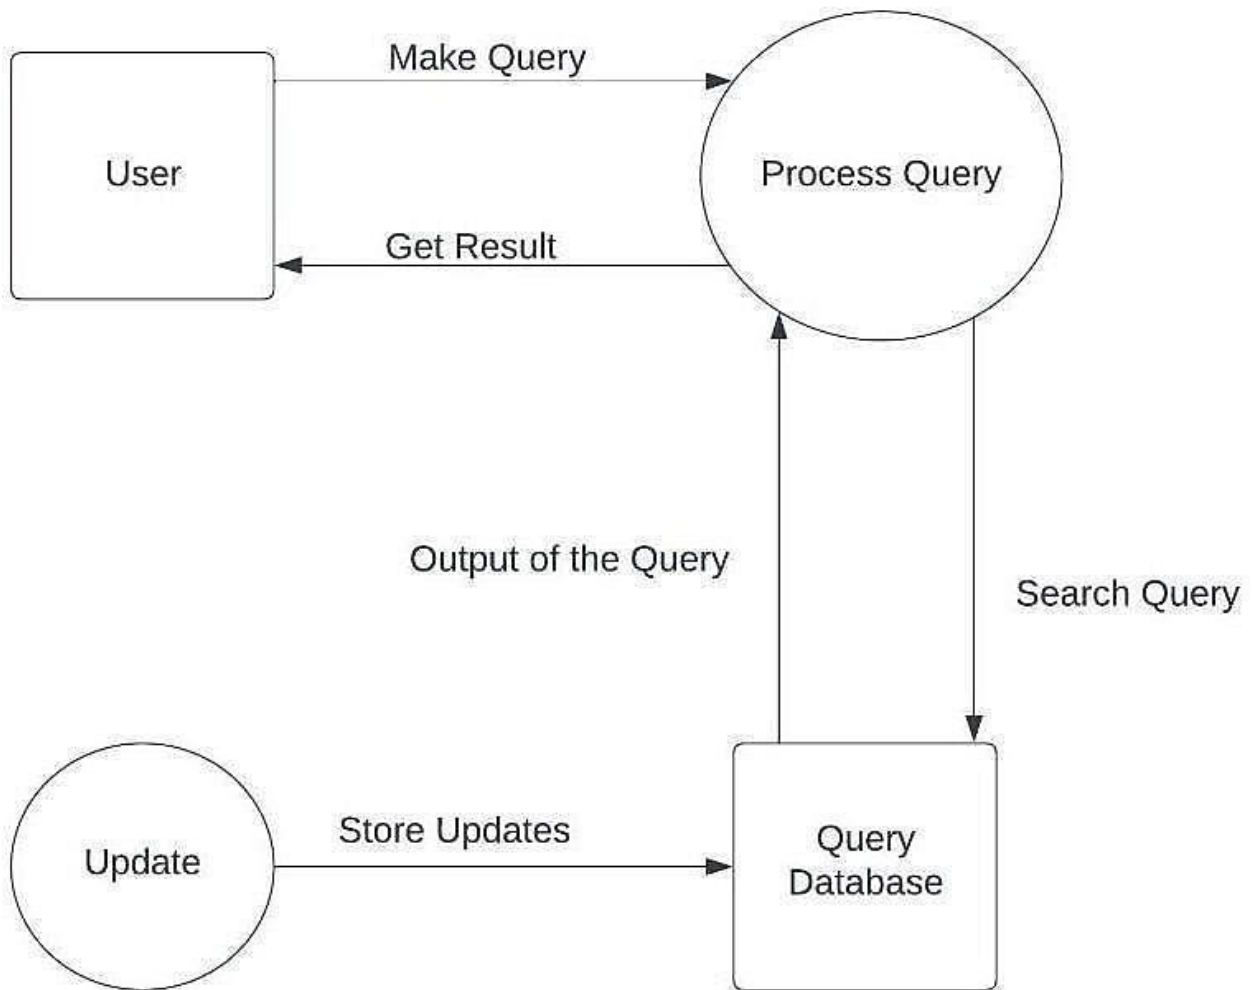 Make Query
User
Process Query
Get Result
Output of the Query
Search Query
Store Updates
Update
Query
Database